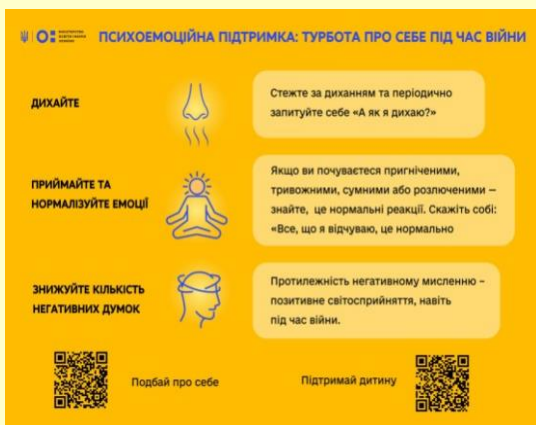 ПСИХОЕМОЦІЙНА ПІДТРИМКА: ТУРБОТА ПРО СЕБЕ ПІД ЧАС ВІЙНИ
ДИХАЙТЕ
Стежте за диханням та періодично
запитуйте себе «А як я дихаю?»
ПРИЙМАЙТЕ ТА
НОРМАЛІЗУЙТЕ ЕМОЦІЇ
Якщо ви почуваєтеся пригніченими,
тривожними, сумними або розлюченими –
знайте, це нормальні реакції. Скажіть собі:
«Все, що я відчуваю, це нормально
ЗНИЖУЙТЕ КІЛЬКІСТЬ
НЕГАТИВНИХ ДУМОК
Протилежність негативному мисленню –
позитивне світосприйняття, навіть
під час війни.
Подбай про себе
Підтримай дитину